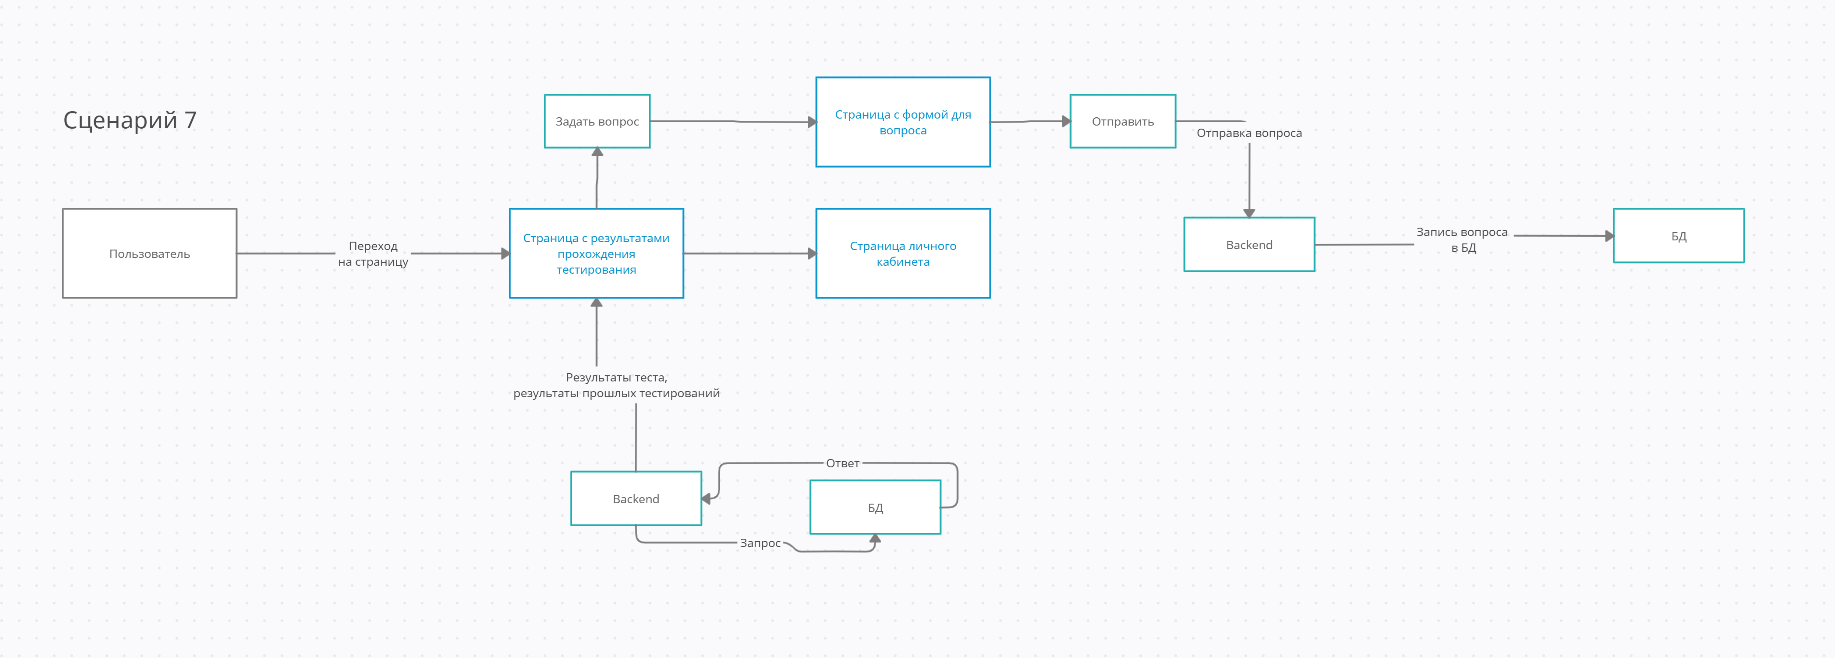 Сценарий 7
Задать вопрос
Страница с формой для
вопроса
Отправить
Отправка вопроса
Пользователь
Переход
на страницу
Страница с результатами
прохождения
тестирования
Страница личного
кабинета
Backend
Запись вопроса
в БД
БД
Результаты теста,
результаты прошлых тестирований
Ответ
Backend
БД
Запрос